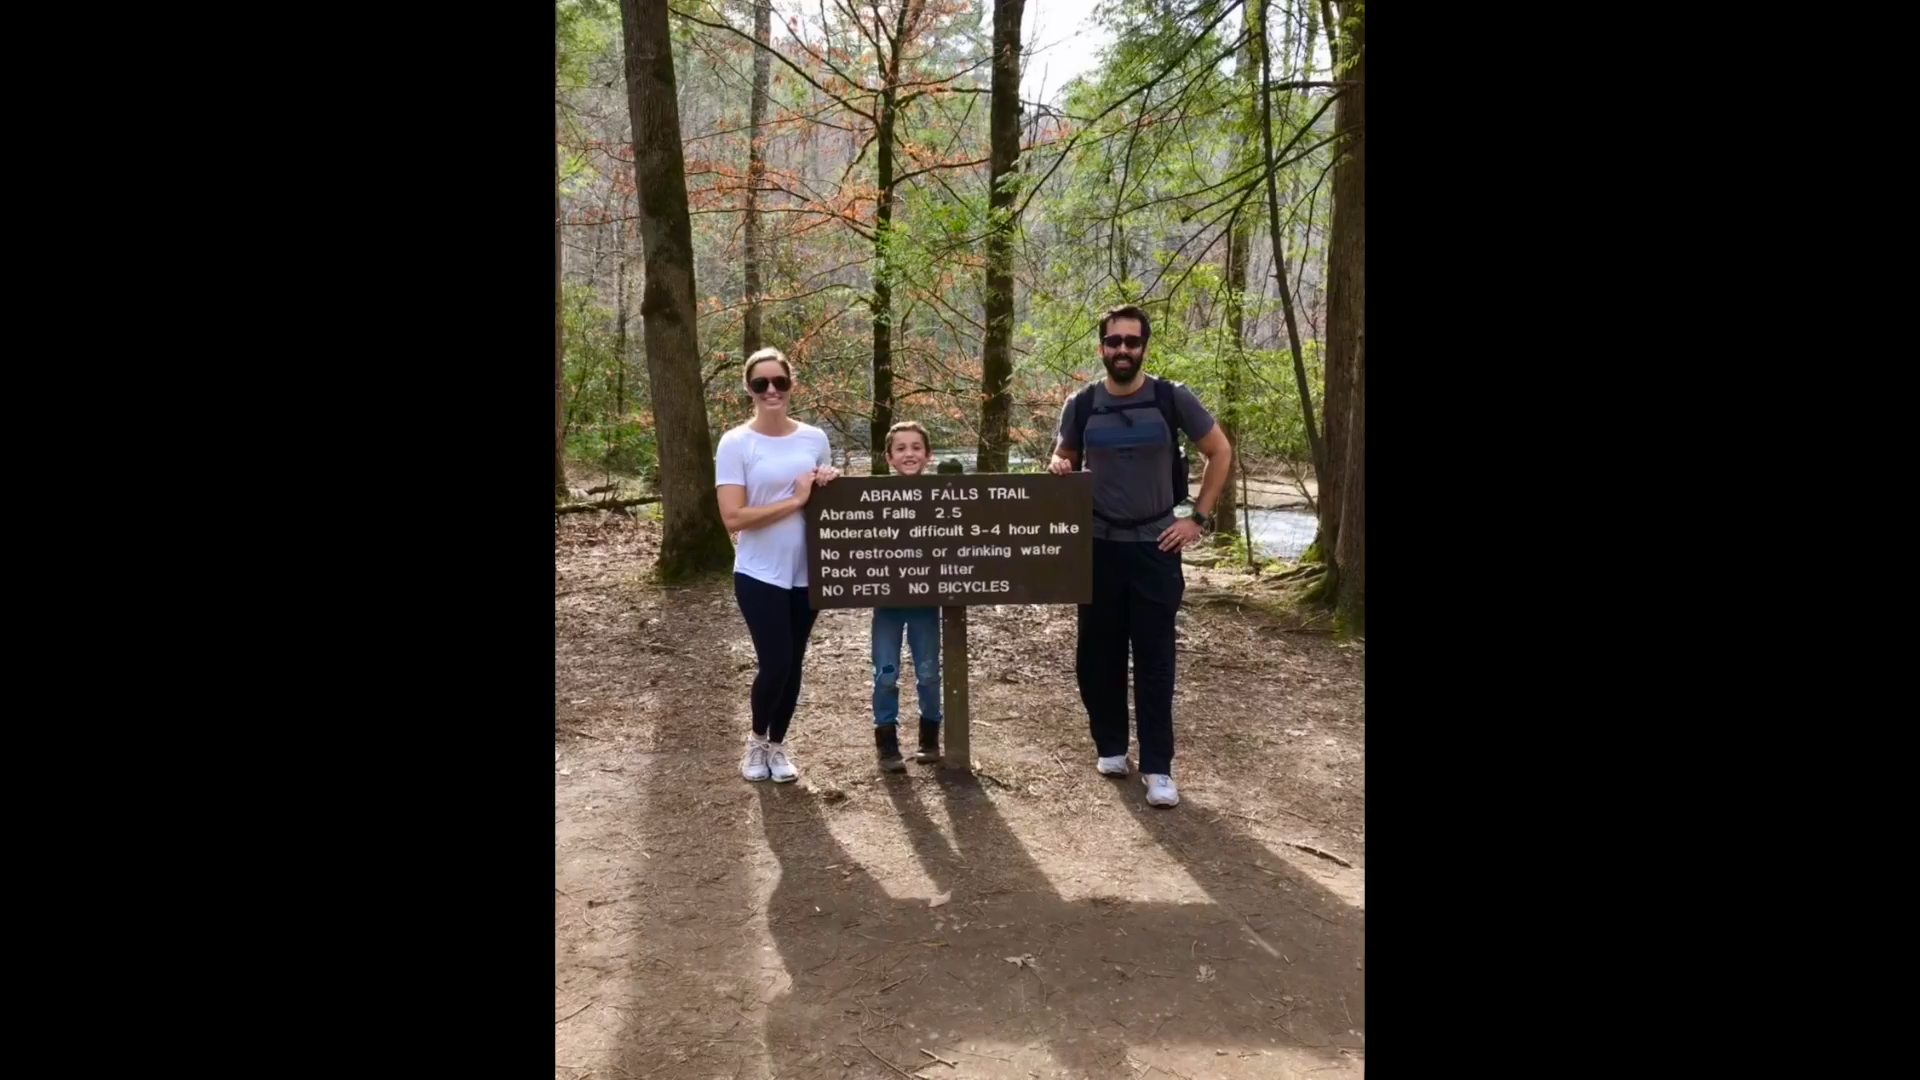 ABRAMS FALLS TRAIL
Abrams Falls 2.5
Moderately difficult 3-4 hour hike
No restrooms or drinking water
Pack out your litter
NO PETS NO BICYCLES